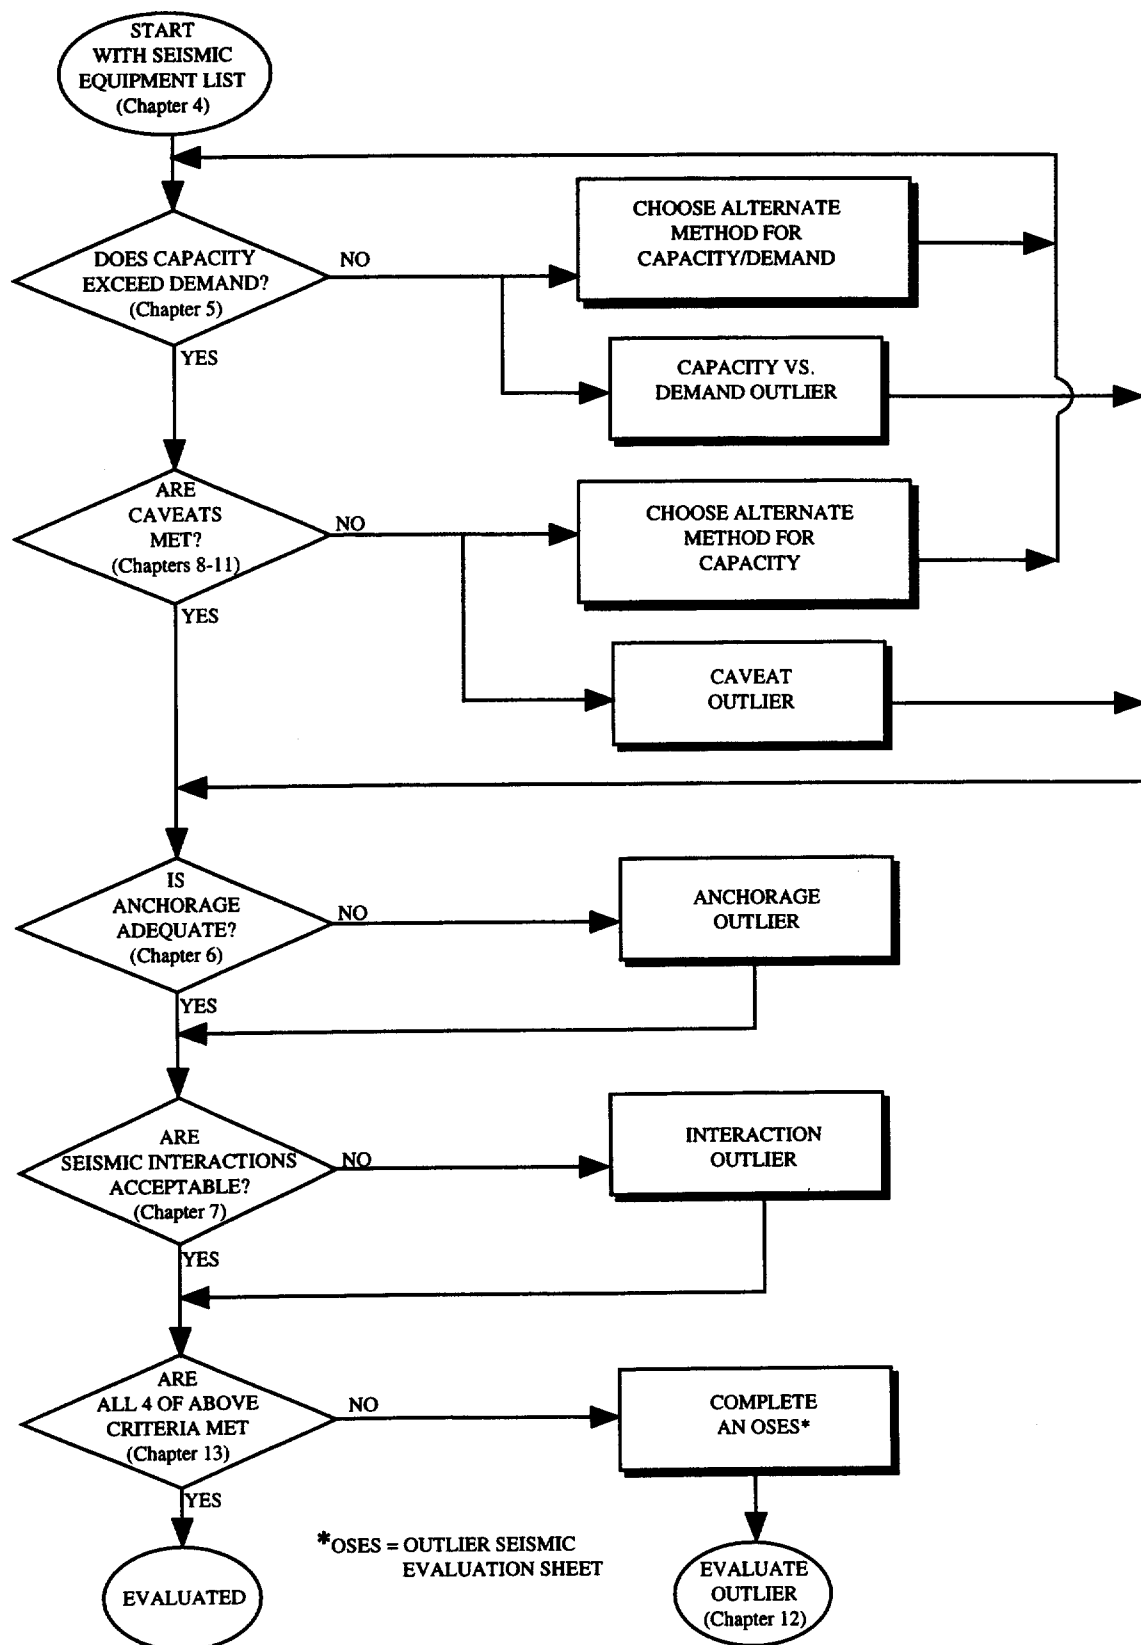 START
WITH SEISMIC
EQUIPMENT LIST
(Chapter 4)
DOES CAPACITY
EXCEED DEMAND?
(Chapter 5)
NO
CHOOSE ALTERNATE
METHOD FOR
CAPACITY/DEMAND
YES
CAPACITY VS.
DEMAND OUTLIER
ARE
CAVEATS
MET?
(Chapters 8-11)
NO
CHOOSE ALTERNATE
METHOD FOR
CAPACITY
YES
CAVEAT
OUTLIER
IS
ANCHORAGE
ADEQUATE?
(Chapter 6)
NO
ANCHORAGE
OUTLIER
YES
ARE
SEISMIC INTERACTIONS
ACCEPTABLE?
(Chapter 7)
NO
INTERACTION
OUTLIER
YES
ARE
ALL 4 OF ABOVE
CRITERIA MET
(Chapter 13)
NO
COMPLETE
AN OSES*
YES
*OSES = OUTLIER SEISMIC
EVALUATION SHEET
EVALUATED
EVALUATE
OUTLIER
(Chapter 12)